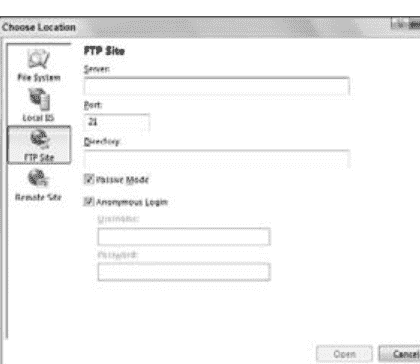 Choose Location
File System
Local IIS
FTP Site
Remote Site
FTP Site
Server:
Port:
21
Directory:
Passive Mode
Anonymous Login
Username:
Password:
Open
Cancel